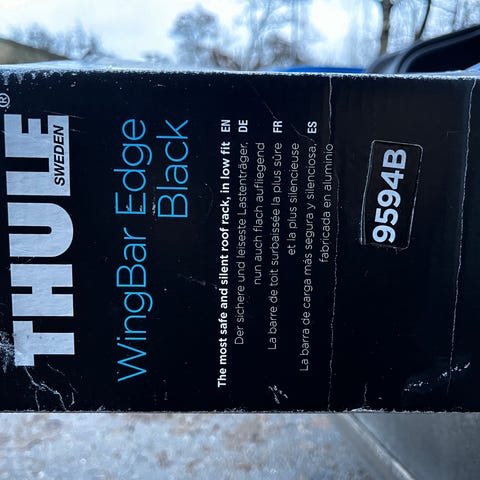 THULE®
SWEDEN
WingBar Edge
Black
The most safe and silent roof rack, in low fit EN
Der sichere und leiseste Lastenträger, DE
nun auch flach aufliegend
La barre de toit surbaissée la plus sûre FR
et la plus silencieuse
La barra de carga más segura y silenciosa, ES
fabricada en aluminio
9594B